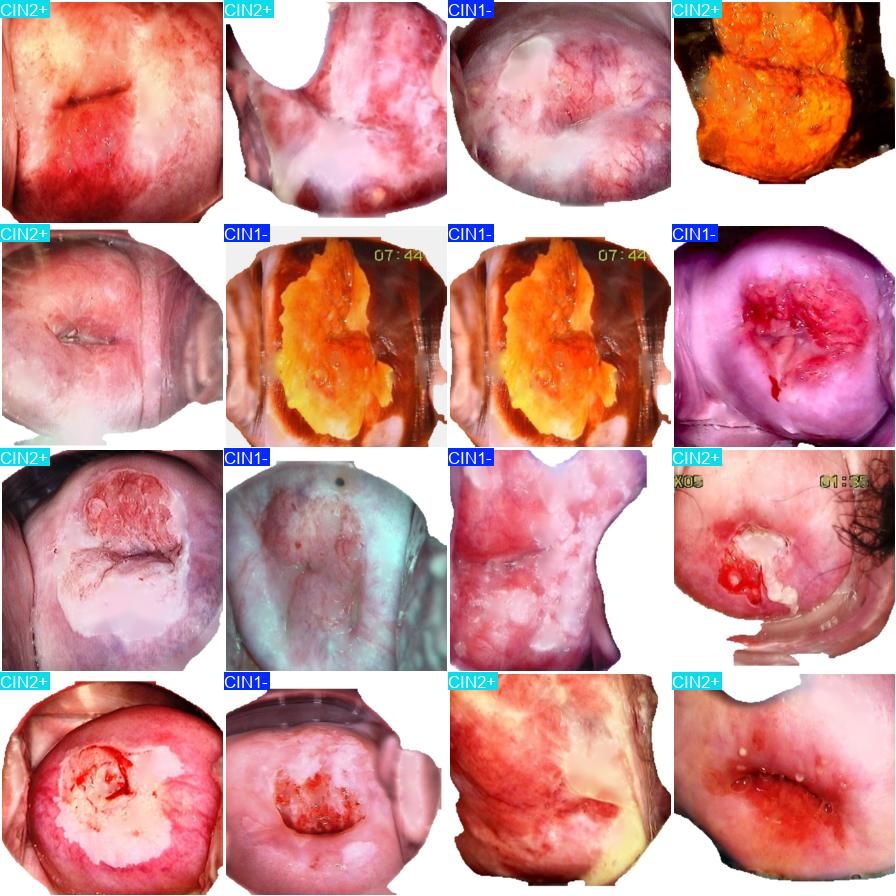 CIN2+ CIN2+ CIN1- CIN2+
CIN2+ CIN1- CIN1- CIN1-
07:44 07:44
CIN2+ CIN1- CIN1- CIN2+
X05 01:35
CIN2+ CIN1- CIN2+ CIN2+